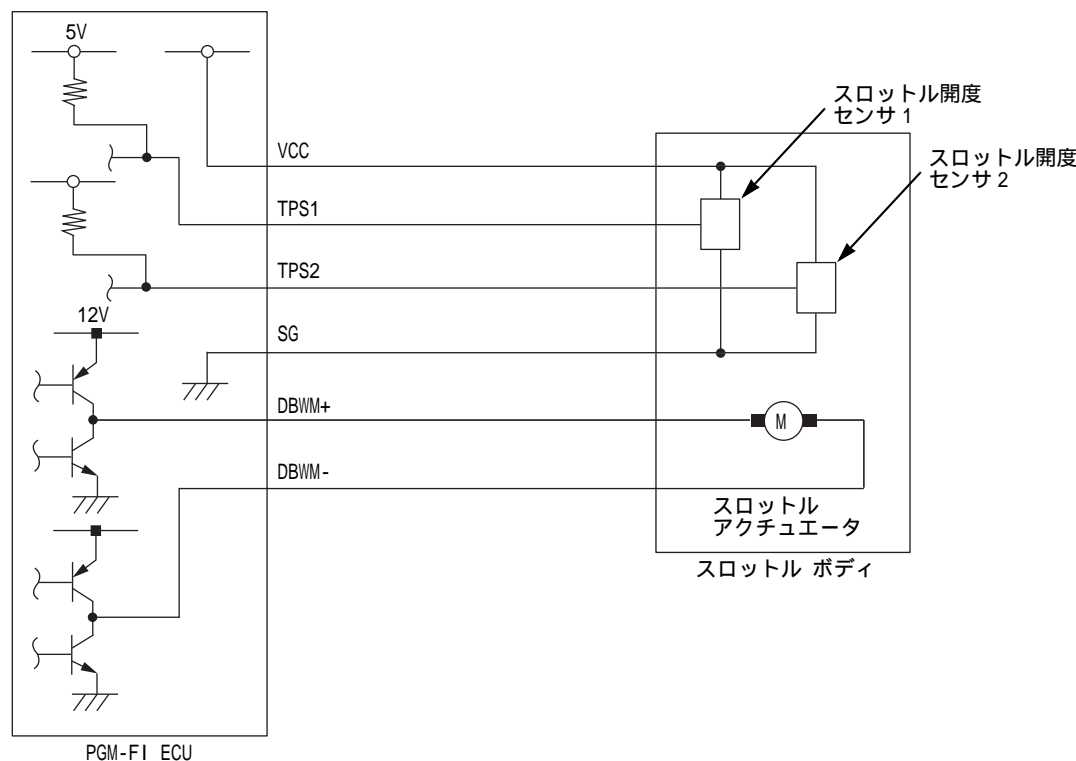 5V
スロットル開度
センサ 1
VCC
スロットル開度
センサ 2
TPS1
TPS2
12V
SG
DBWM+
M
DBWM-
スロットル
アクチュエータ
スロットル ボディ
PGM-FI ECU